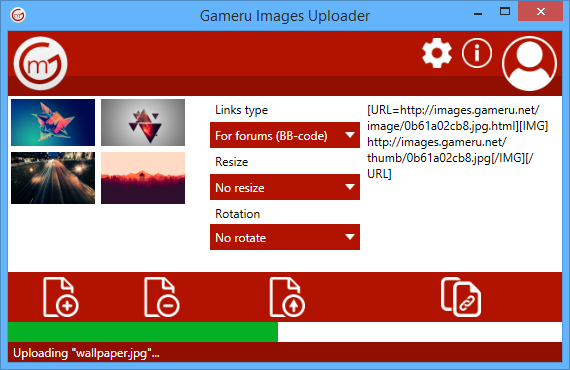 Gameru Images Uploader
m
Links type
For forums (BB-code)
Resize
No resize
Rotation
No rotate
[URL=http://images.gameru.net/
image/0b61a02cb8.jpg.html][IMG]
http://images.gameru.net/
thumb/0b61a02cb8.jpg[/IMG][/
URL]
Uploading "wallpaper.jpg"...